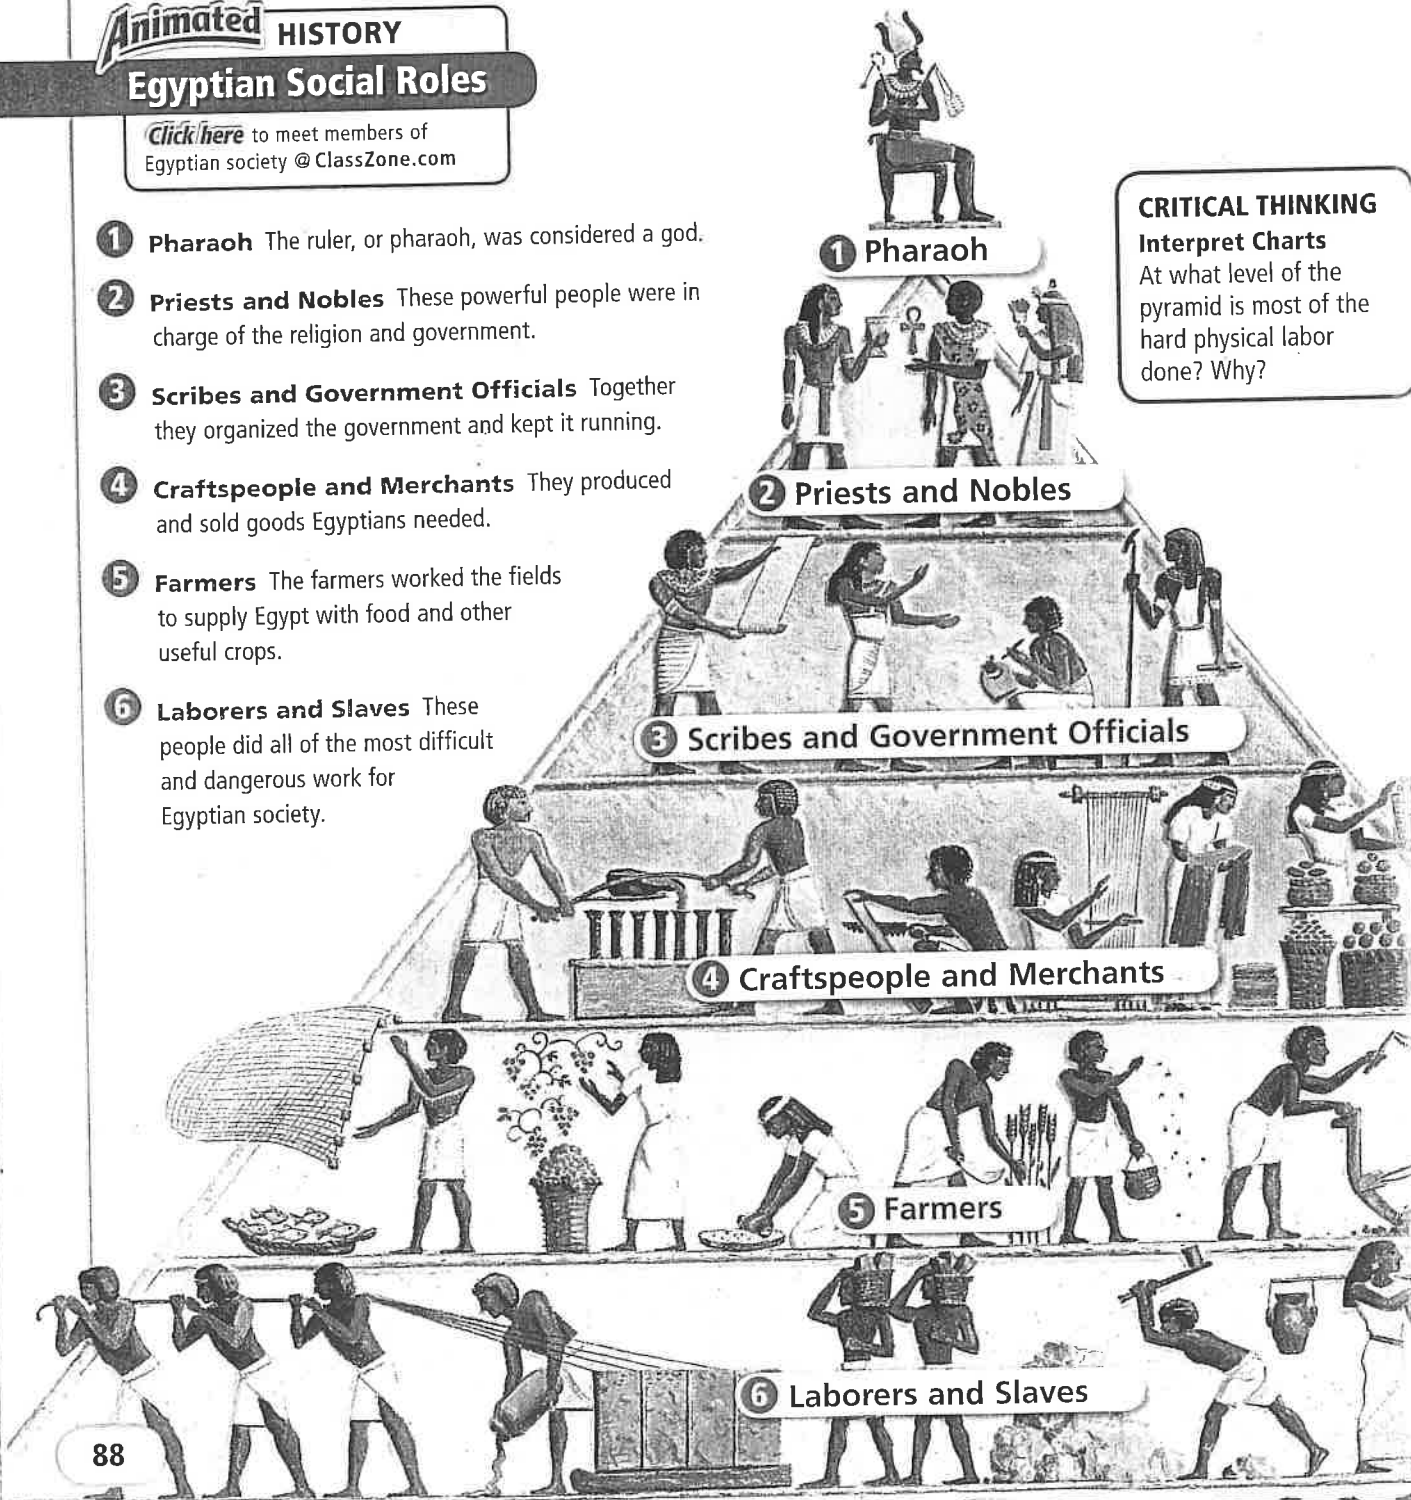 Animated HISTORY
Egyptian Social Roles
Click here to meet members of
Egyptian society @ ClassZone.com
1 Pharaoh The ruler, or pharaoh, was considered a god.
2 Priests and Nobles These powerful people were in
charge of the religion and government.
3 Scribes and Government Officials Together
they organized the government and kept it running.
4 Craftspeople and Merchants They produced
and sold goods Egyptians needed.
5 Farmers The farmers worked the fields
to supply Egypt with food and other
useful crops.
6 Laborers and Slaves These
people did all of the most difficult
and dangerous work for
Egyptian society.
CRITICAL THINKING
Interpret Charts
At what level of the
pyramid is most of the
hard physical labor
done? Why?
1 Pharaoh
2 Priests and Nobles
3 Scribes and Government Officials
4 Craftspeople and Merchants
5 Farmers
6 Laborers and Slaves
88